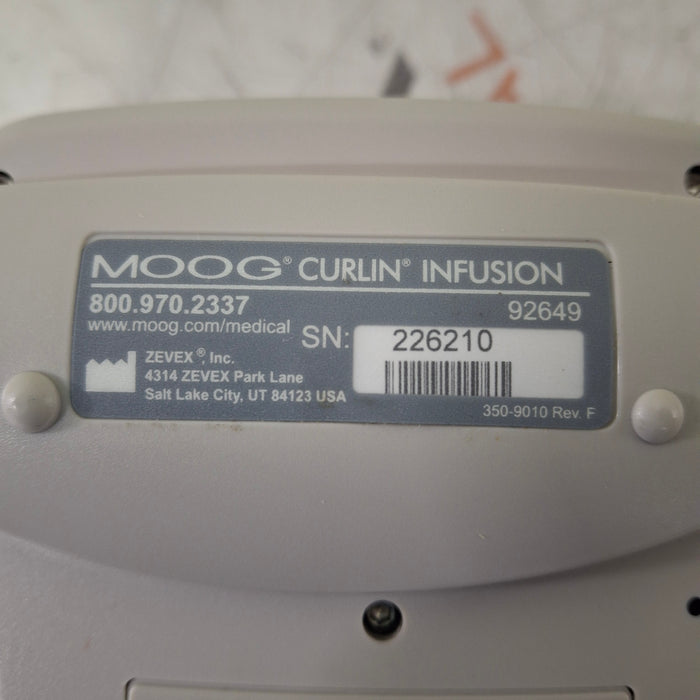 MOOG® CURLIN® INFUSION
800.970.2337
92649
www.moog.com/medical
SN: 226210
ZEVEX®, Inc.
4314 ZEVEX Park Lane
Salt Lake City, UT 84123 USA
350-9010 Rev. F